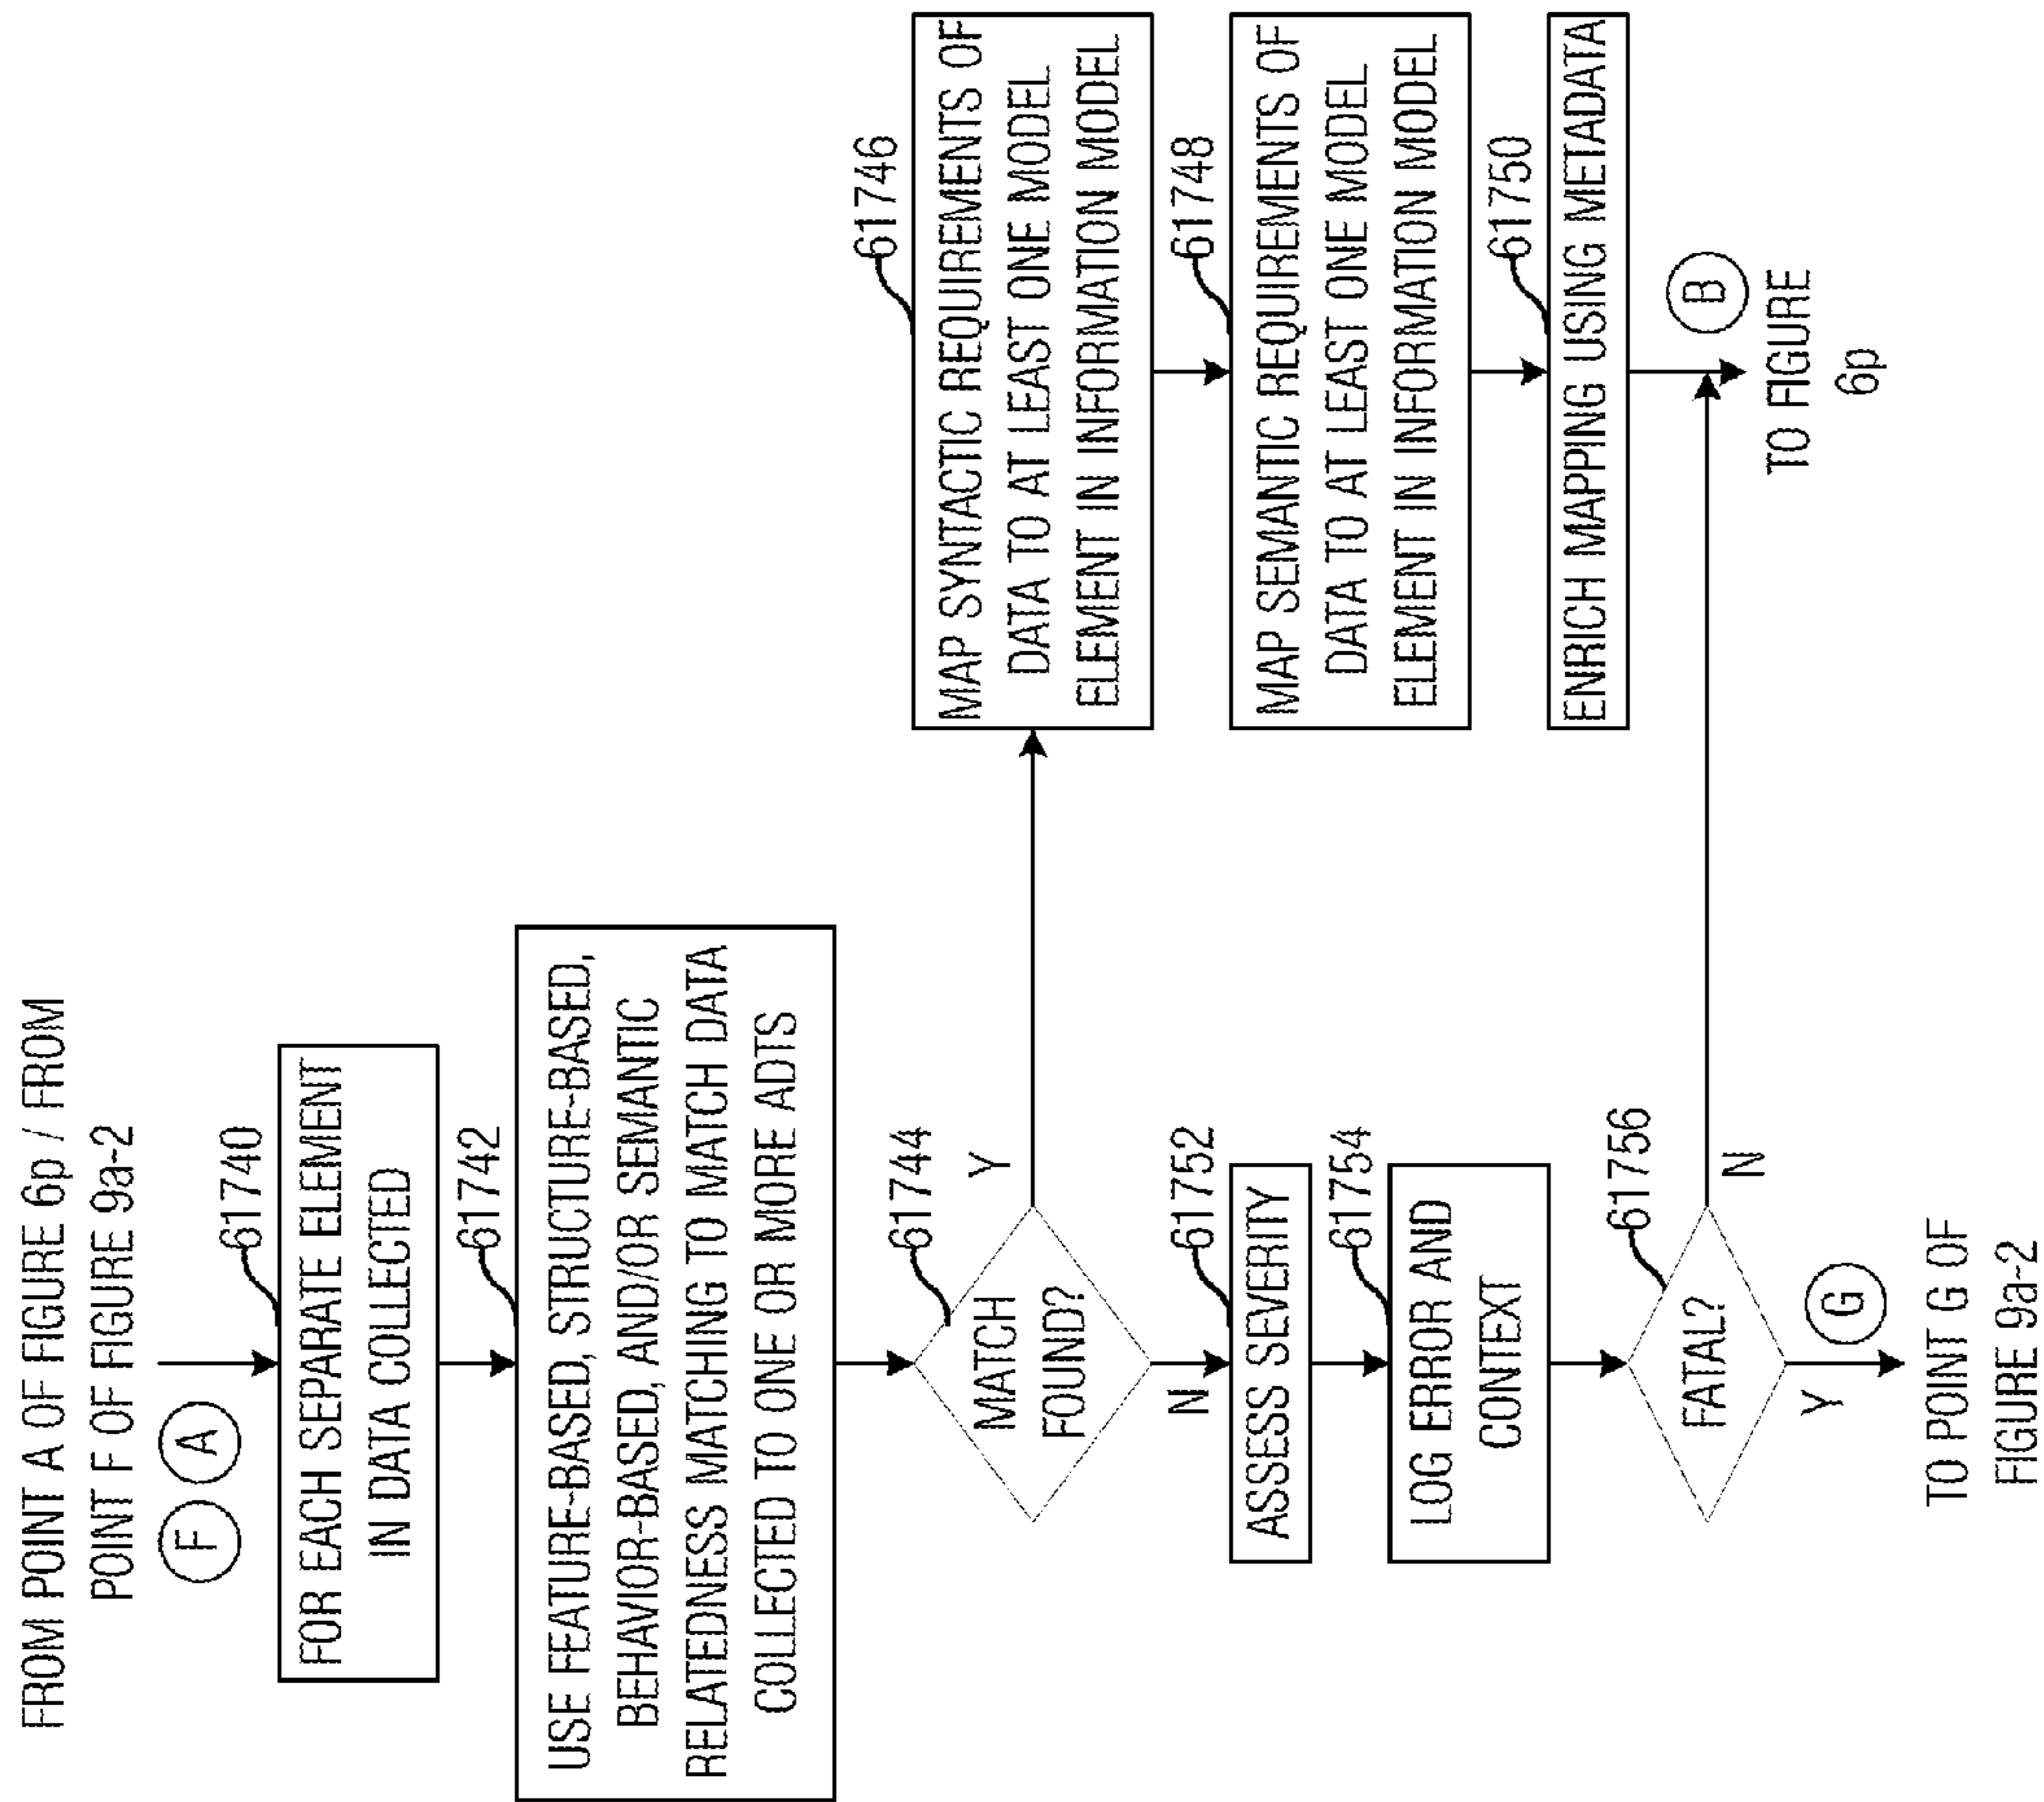 FROM POINT A OF FIGURE 6p / FROM
POINT F OF FIGURE 9a-2
F
A
61740
FOR EACH SEPARATE ELEMENT
IN DATA COLLECTED
61742
USE FEATURE-BASED, STRUCTURE-BASED,
BEHAVIOR-BASED, AND/OR SEMANTIC
RELATEDNESS MATCHING TO MATCH DATA
COLLECTED TO ONE OR MORE ADTS
61744
MATCH
FOUND?
Y
N
61746
MAP SYNTACTIC REQUIREMENTS OF
DATA TO AT LEAST ONE MODEL
ELEMENT IN INFORMATION MODEL
61748
MAP SEMANTIC REQUIREMENTS OF
DATA TO AT LEAST ONE MODEL
ELEMENT IN INFORMATION MODEL
61750
ENRICH MAPPING USING METADATA
61752
ASSESS SEVERITY
61754
LOG ERROR AND
CONTEXT
61756
FATAL?
N
Y
B
TO FIGURE
6p
G
TO POINT G OF
FIGURE 9a-2